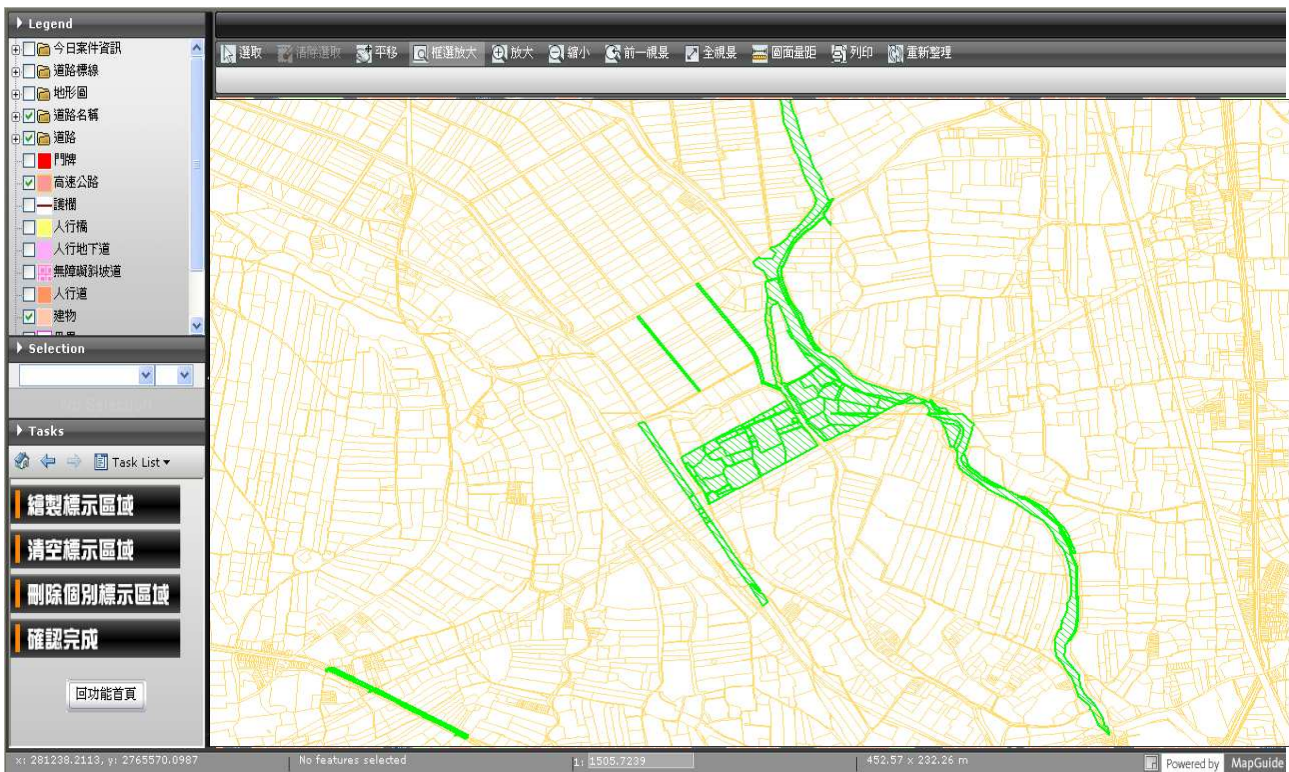 Legend
今日案件資訊
道路標線
地形圖
道路名稱
道路
門牌
高速公路
護欄
人行橋
人行地下道
無障礙斜坡道
人行道
建物
選取 清除選取 平移 框選放大 放大 縮小 前一視景 全視景 圖面量距 列印 重新整理
Selection
Tasks
Task List
繪製標示區域
清空標示區域
刪除個別標示區域
確認完成
回功能首頁
x: 281238.2113, y: 2765570.0987 No features selected 1: 1505.7239 452.57 x 232.26 m Powered by MapGuide